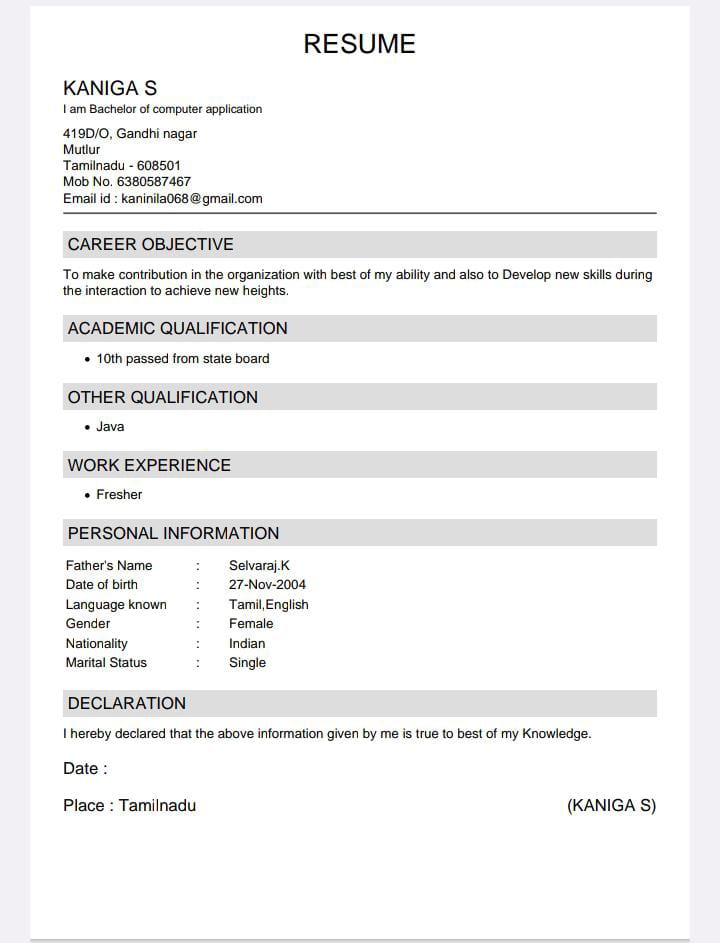 RESUME
KANIGA S
I am Bachelor of computer application
419D/O, Gandhi nagar
Mutlur
Tamilnadu - 608501
Mob No. 6380587467
Email id : kaninila068@gmail.com
CAREER OBJECTIVE
To make contribution in the organization with best of my ability and also to Develop new skills during
the interaction to achieve new heights.
ACADEMIC QUALIFICATION
• 10th passed from state board
OTHER QUALIFICATION
• Java
WORK EXPERIENCE
• Fresher
PERSONAL INFORMATION
Father's Name : Selvaraj.K
Date of birth : 27-Nov-2004
Language known : Tamil,English
Gender : Female
Nationality : Indian
Marital Status : Single
DECLARATION
I hereby declared that the above information given by me is true to best of my Knowledge.
Date :
Place : Tamilnadu (KANIGA S)